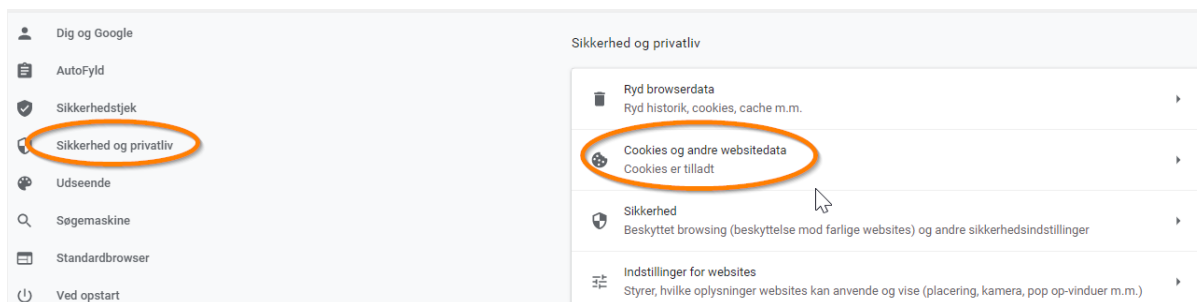 Dig og Google
AutoFyld
Sikkerhedstjek
Sikkerhed og privatliv
Udseende
Søgemaskine
Standardbrowser
Ved opstart
Sikkerhed og privatliv
Ryd browserdata
Ryd historik, cookies, cache m.m.
Cookies og andre websitedata
Cookies er tilladt
Sikkerhed
Beskyttet browsing (beskyttelse mod farlige websites) og andre sikkerhedsindstillinger
Indstillinger for websites
Styrer, hvilke oplysninger websites kan anvende og vise (placering, kamera, pop op-vinduer m.m.)